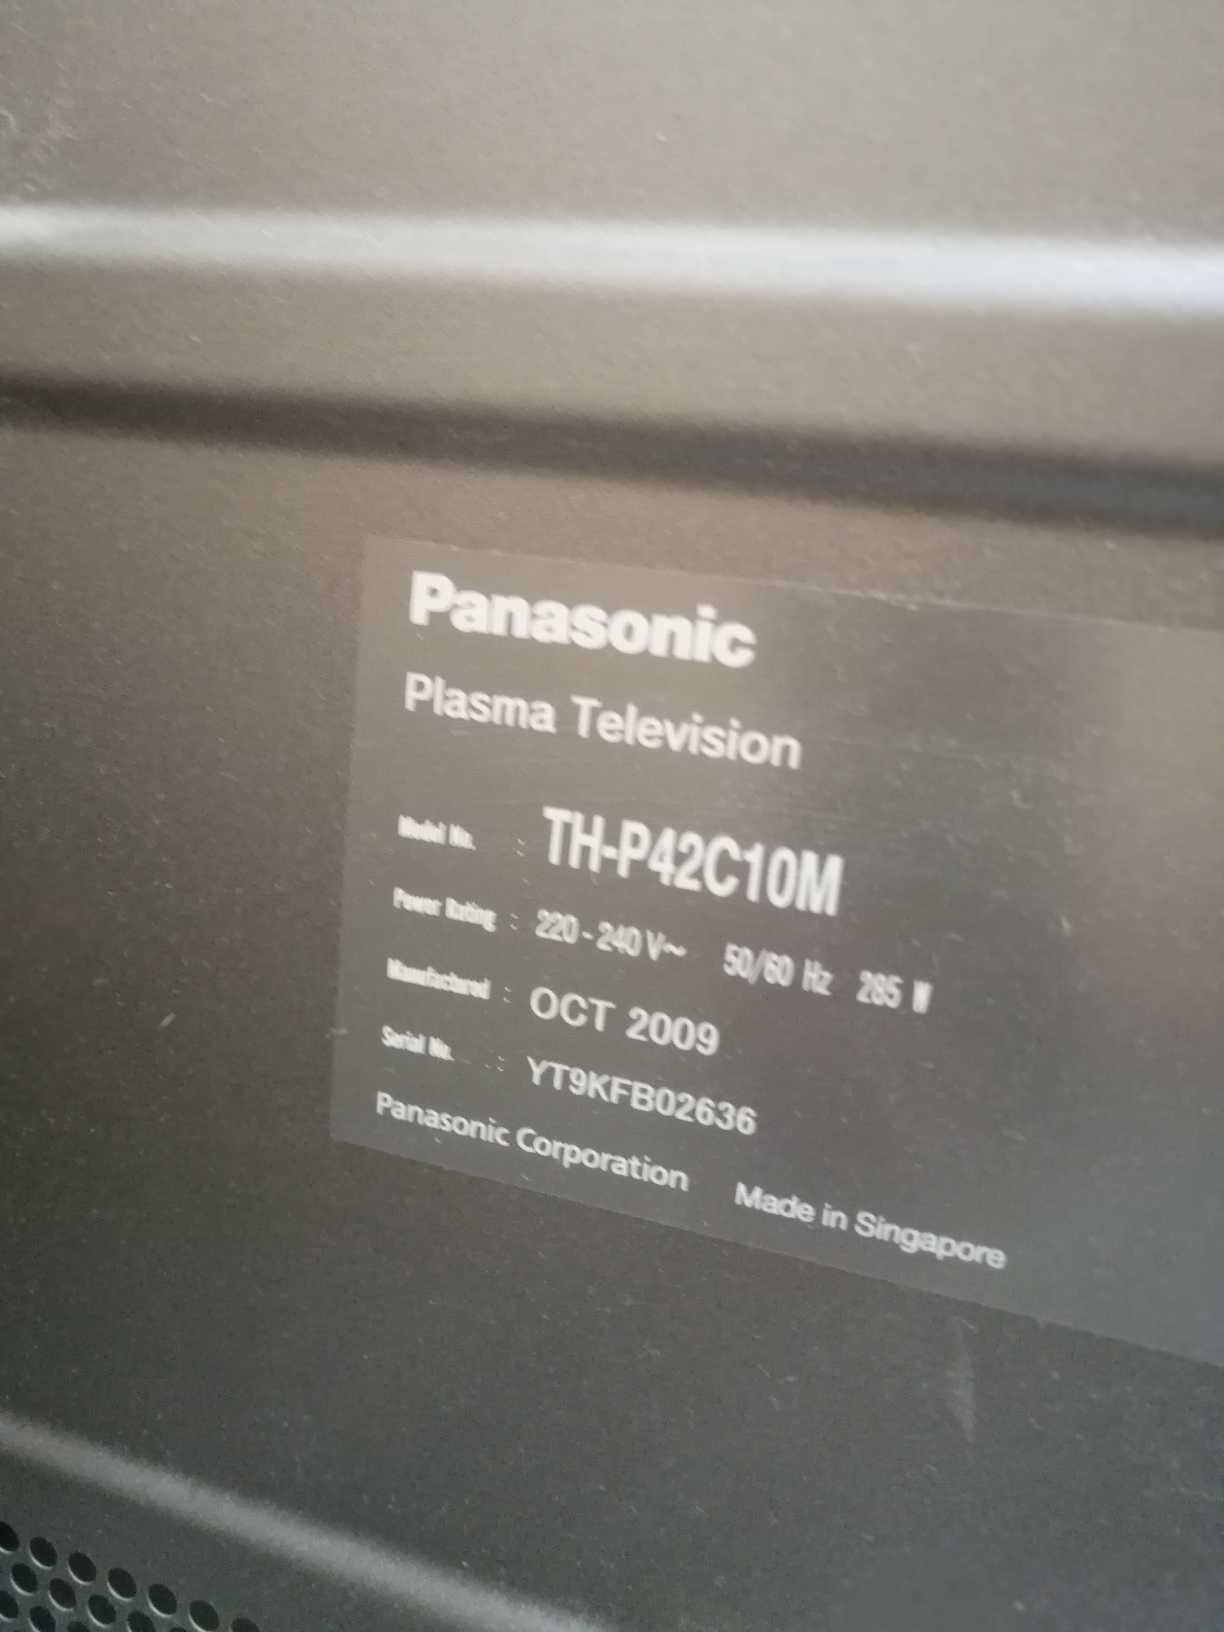 Panasonic
Plasma Television
Model No. : TH-P42C10M
Power Rating : 220 - 240 V~ 50/60 Hz 285 W
Manufactured : OCT 2009
Serial No. : YT9KFB02636
Panasonic Corporation Made in Singapore